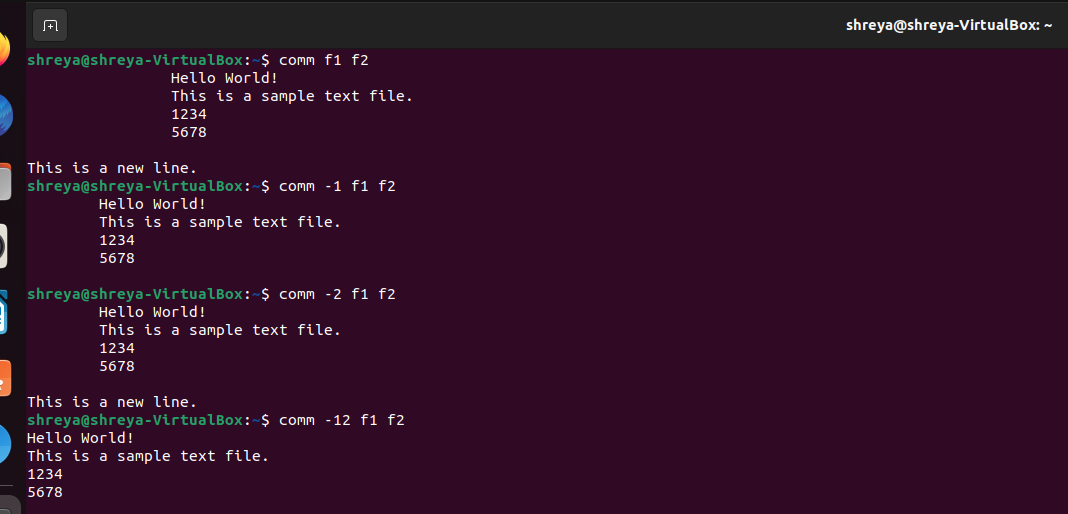 shreya@shreya-VirtualBox: ~
shreya@shreya-VirtualBox:~$ comm f1 f2
Hello World!
This is a sample text file.
1234
5678
This is a new line.
shreya@shreya-VirtualBox:~$ comm -1 f1 f2
Hello World!
This is a sample text file.
1234
5678
shreya@shreya-VirtualBox:~$ comm -2 f1 f2
Hello World!
This is a sample text file.
1234
5678
This is a new line.
shreya@shreya-VirtualBox:~$ comm -12 f1 f2
Hello World!
This is a sample text file.
1234
5678